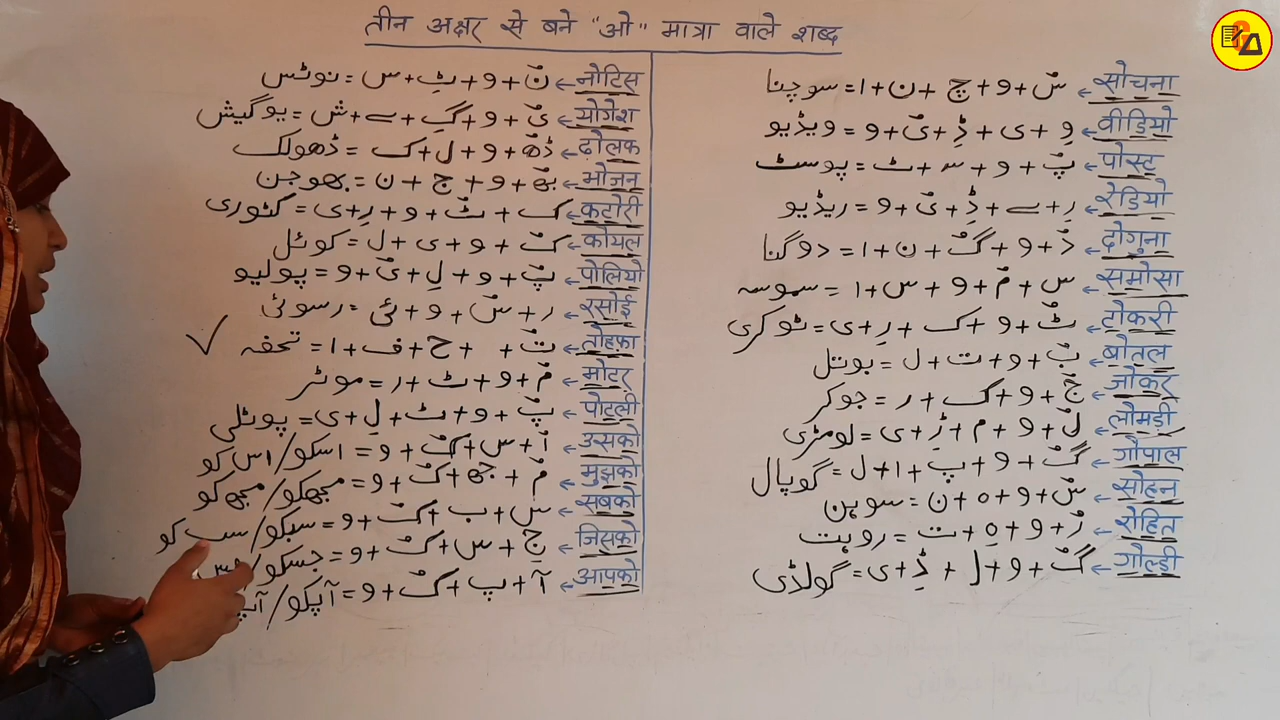 तीन अक्षर से बने "ओ" मात्रा वाले शब्द
सोचना ← سُ + و + چ + ن + ا = سوچنا
वीडियो ← وِ + ی + ڈِ + یُ + و = ویڈیو
पोस्ट ← پُ + و + س + ٹ = پوسٹ
रेडियो ← ر + ے + ڈِ + یُ + و = ریڈیو
दोगुना ← دُ + و + گُ + ن + ا = دوگنا
समोसा ← س + مُ + و + س + ا = سموسہ
टोकरी ← ٹُ + و + ک + رِ + ی = ٹوکری
बोतल ← بُ + و + ت + ل = بوتل
जोकर ← جُ + و + ک + ر = جوکر
लोमड़ी ← لُ + و + م + ڑِ + ی = لومڑی
गोपाल ← گُ + و + پ + ا + ل = گوپال
सोहन ← سُ + و + ہ + ن = سوہن
रोहित ← رُ + و + ہِ + ت = روہت
गोल्डी ← گُ + و + ل + ڈِ + ی = گولڈی
नोटिस ← نُ + و + ٹِ + س = نوٹس
योगेश ← یُ + و + گِ + ے + ش = یوگیش
ढ़ोलक ← ڈھُ + و + ل + ک = ڈھولک
भोजन ← بھُ + و + ج + ن = بھوجن
कटोरी ← ک + ٹُ + و + رِ + ی = کٹوری
कोयल ← کُ + و + ی + ل = کوئل
पोलियो ← پُ + و + لِ + یُ + و = پولیو
रसोई ← ر + سُ + و + ئی = رسوئی
तोहफ़ा ← تُ + + ح + ف + ا = تحفہ ✓
मोटर ← مُ + و + ٹ + ر = موٹر
पोटली ← پُ + و + ٹ + لِ + ی = پوٹلی
उसको ← اُ + س + کُ + و = اسکو / اس کو
मुझको ← مُ + جھ + کُ + و = مجھکو / مجھ کو
सबको ← س + ب + کُ + و = سبکو / سب کو
जिसको ← جِ + س + کُ + و = جسکو /
आपको ← آ + پ + کُ + و = آپکو /